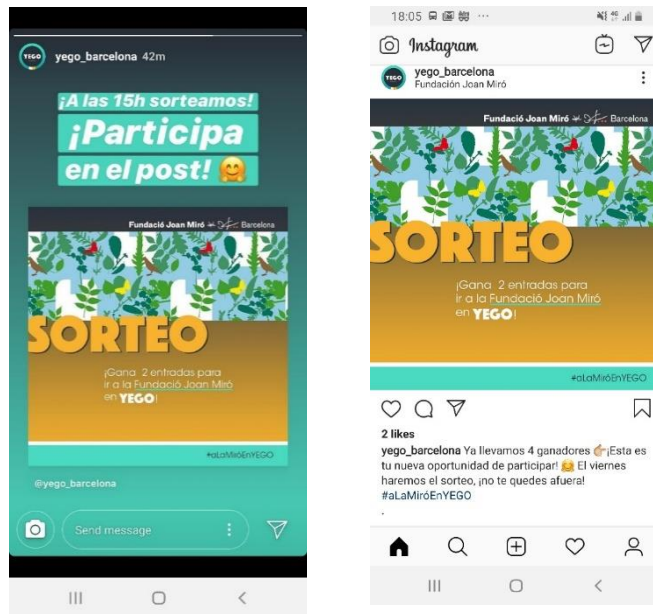 YEGO
yego_barcelona 42m
¡A las 15h sorteamos!
¡Participa
en el post! 🤗
Fundació Joan Miró Barcelona
SORTEO
¡Gana 2 entradas para
ir a la Fundació Joan Miró
en YEGO!
#aLaMiróEnYEGO
@yego_barcelona
Send message
18:05
Instagram
YEGO
yego_barcelona
Fundación Joan Miró
Fundació Joan Miró Barcelona
SORTEO
¡Gana 2 entradas para
ir a la Fundació Joan Miró
en YEGO!
#aLaMiróEnYEGO
2 likes
yego_barcelona Ya llevamos 4 ganadores 👉¡Esta es
tu nueva oportunidad de participar! 🤗 El viernes
haremos el sorteo, ¡no te quedes afuera!
#aLaMiróEnYEGO
.